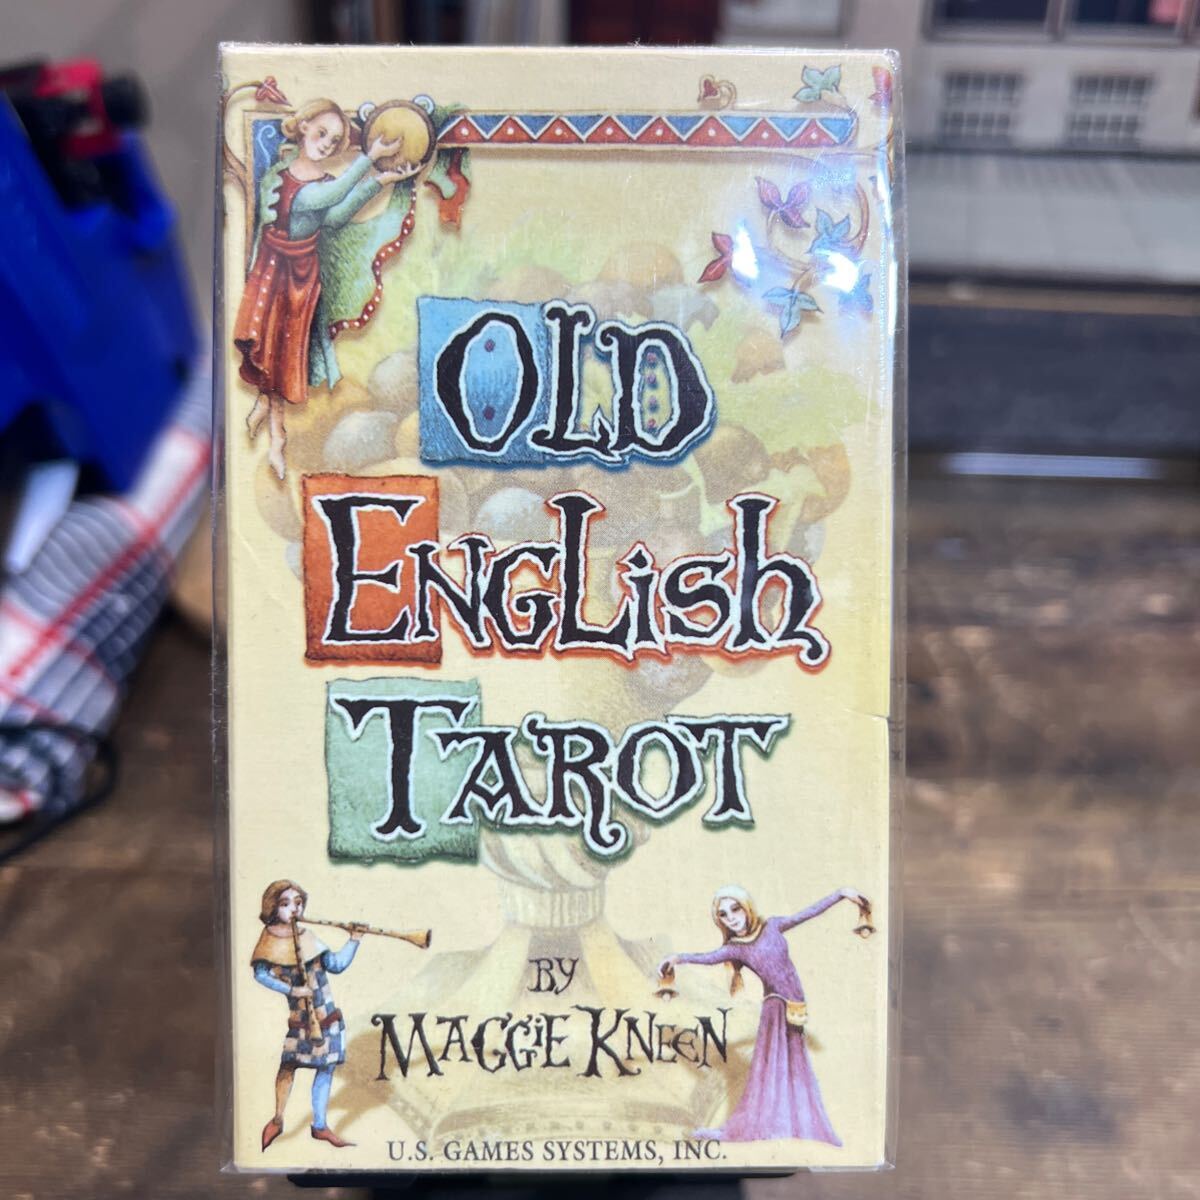 OLD
ENGLish
TAROT
BY
MAGGiE KNEEN
U.S. GAMES SYSTEMS, INC.